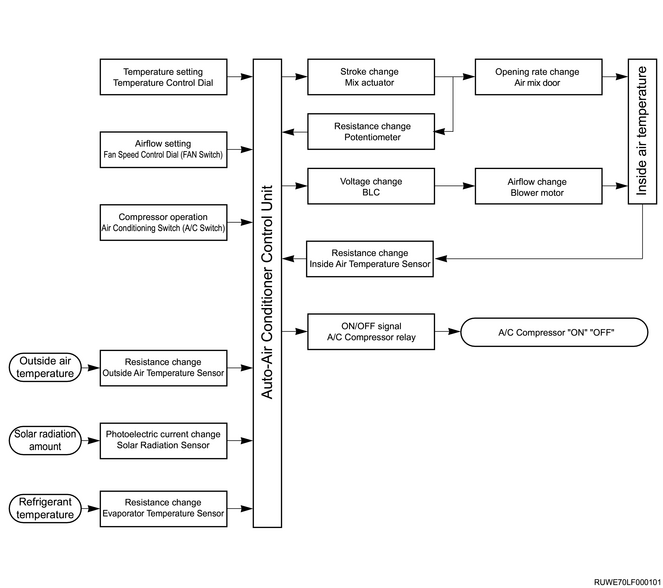 Temperature setting
Temperature Control Dial
Airflow setting
Fan Speed Control Dial (FAN Switch)
Compressor operation
Air Conditioning Switch (A/C Switch)
Outside air
temperature
Resistance change
Outside Air Temperature Sensor
Solar radiation
amount
Photoelectric current change
Solar Radiation Sensor
Refrigerant
temperature
Resistance change
Evaporator Temperature Sensor
Auto-Air Conditioner Control Unit
Stroke change
Mix actuator
Opening rate change
Air mix door
Resistance change
Potentiometer
Voltage change
BLC
Airflow change
Blower motor
Inside air temperature
Resistance change
Inside Air Temperature Sensor
ON/OFF signal
A/C Compressor relay
A/C Compressor "ON" "OFF"
RUWE70LF000101